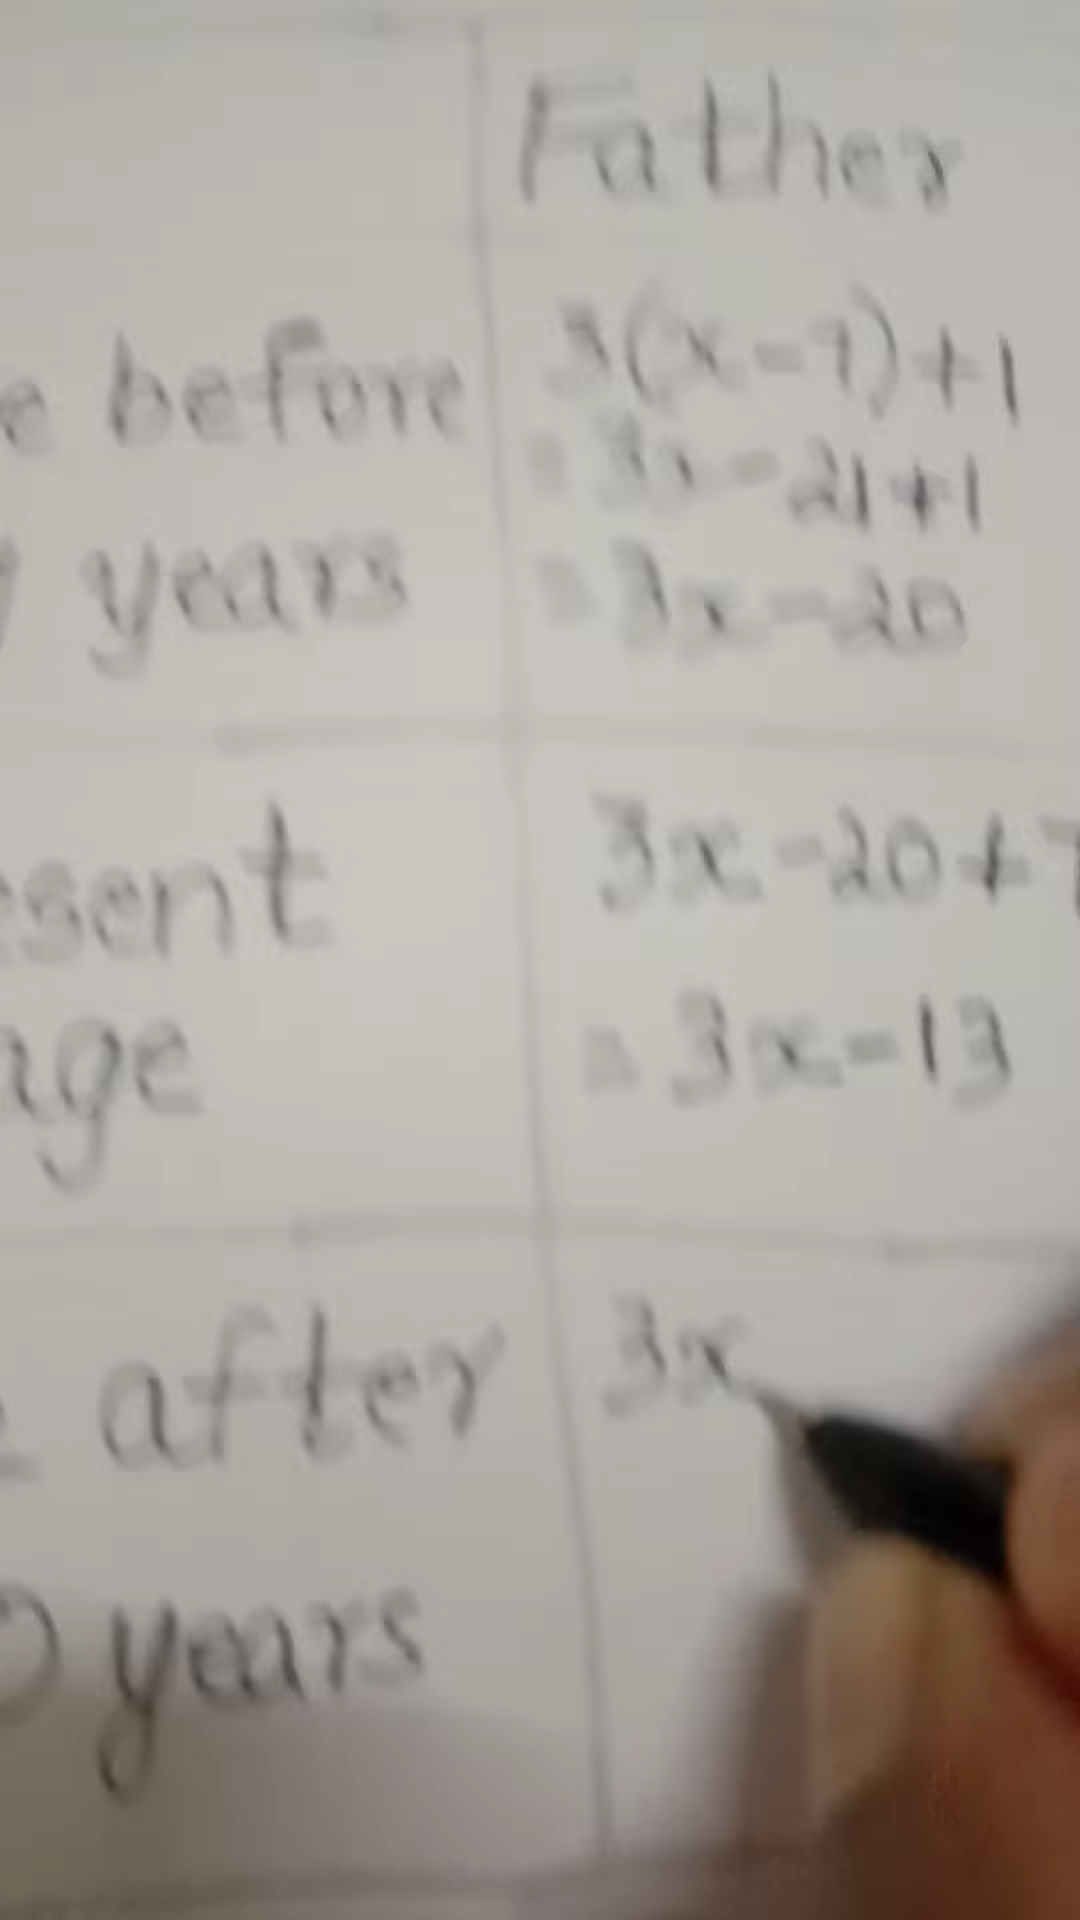 Father
e before 3(x-7)+1
= 3x-21+1
years = 3x-20
sent 3x-20+7
age = 3x-13
after 3x
0 years